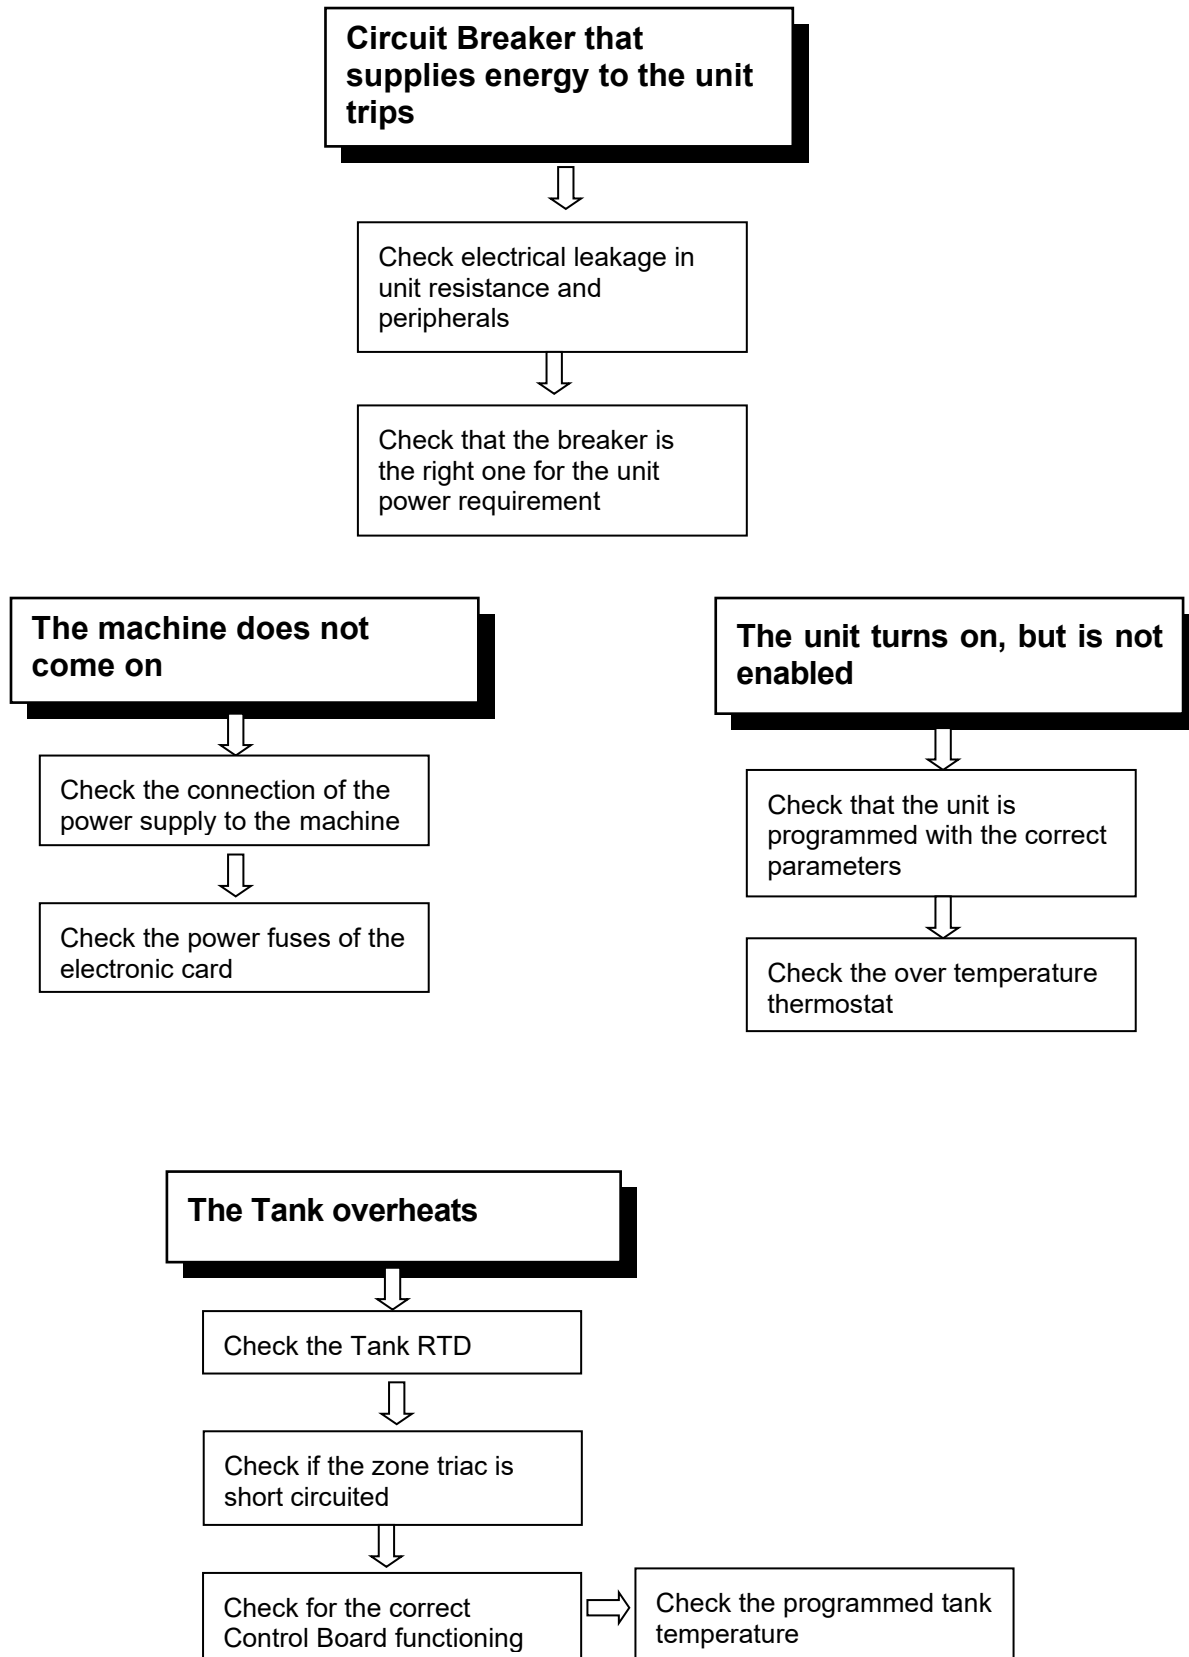 Circuit Breaker that
supplies energy to the unit
trips
Check electrical leakage in
unit resistance and
peripherals
Check that the breaker is
the right one for the unit
power requirement
The machine does not
come on
Check the connection of the
power supply to the machine
Check the power fuses of the
electronic card
The unit turns on, but is not
enabled
Check that the unit is
programmed with the correct
parameters
Check the over temperature
thermostat
The Tank overheats
Check the Tank RTD
Check if the zone triac is
short circuited
Check for the correct
Control Board functioning
Check the programmed tank
temperature